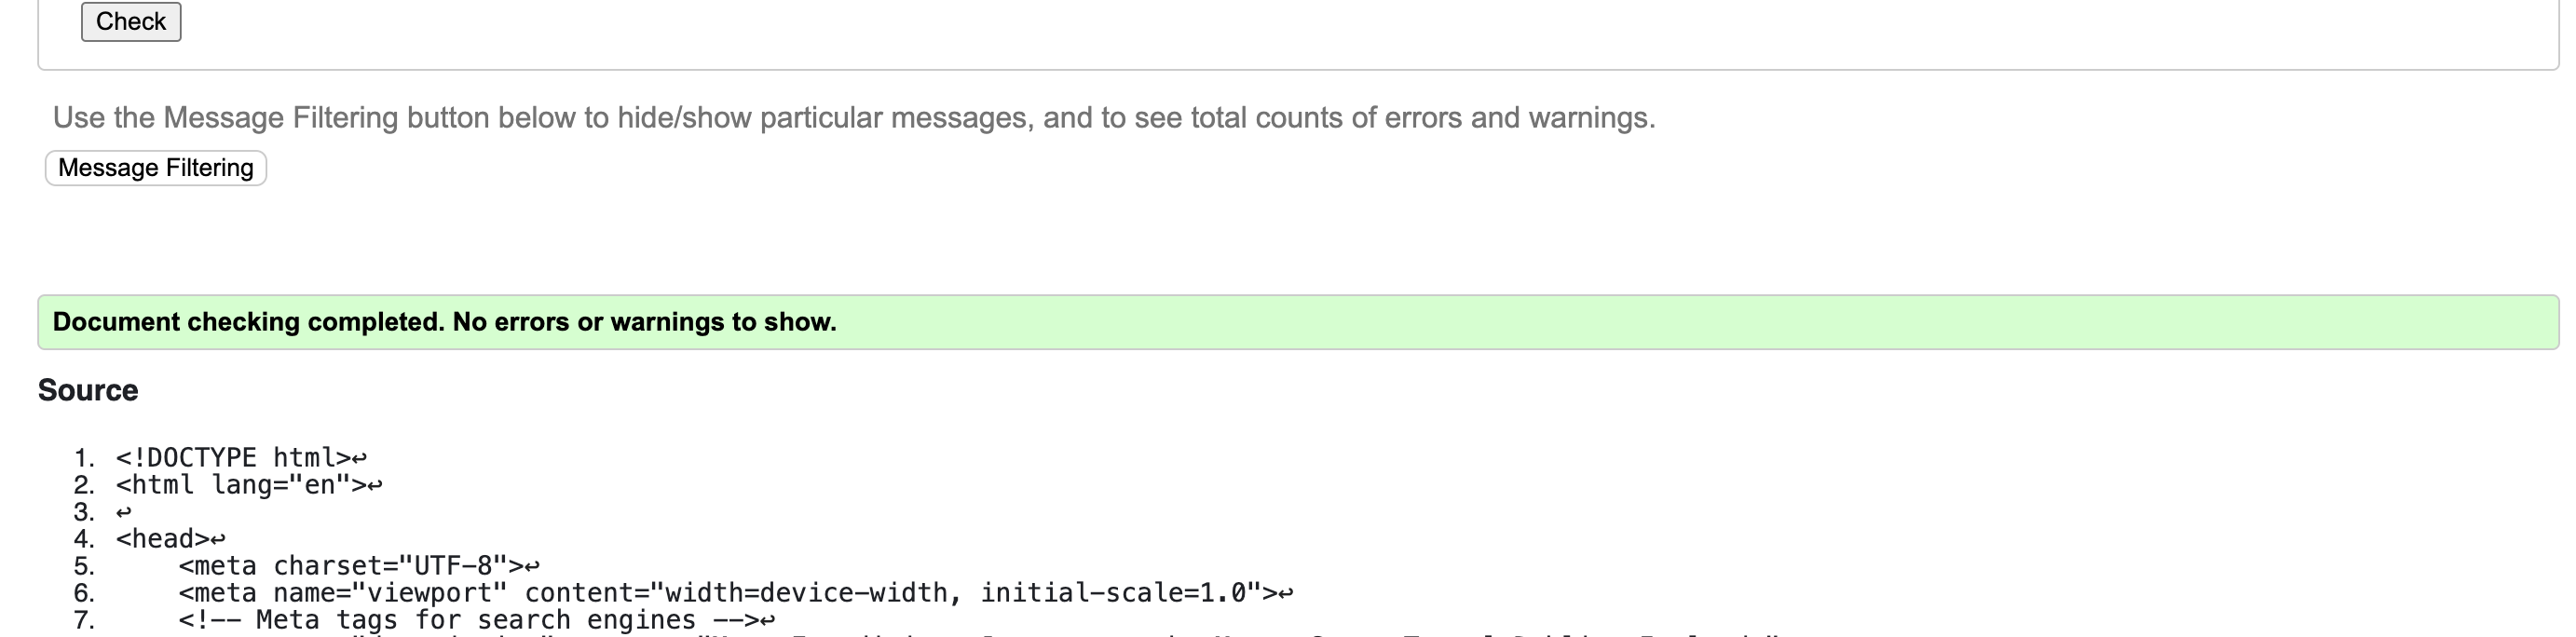 Check
Use the Message Filtering button below to hide/show particular messages, and to see total counts of errors and warnings.
Message Filtering
Document checking completed. No errors or warnings to show.
Source
1. <!DOCTYPE html>↩
2. <html lang="en">↩
3. ↩
4. <head>↩
5.     <meta charset="UTF-8">↩
6.     <meta name="viewport" content="width=device-width, initial-scale=1.0">↩
7.     <!-- Meta tags for search engines -->↩